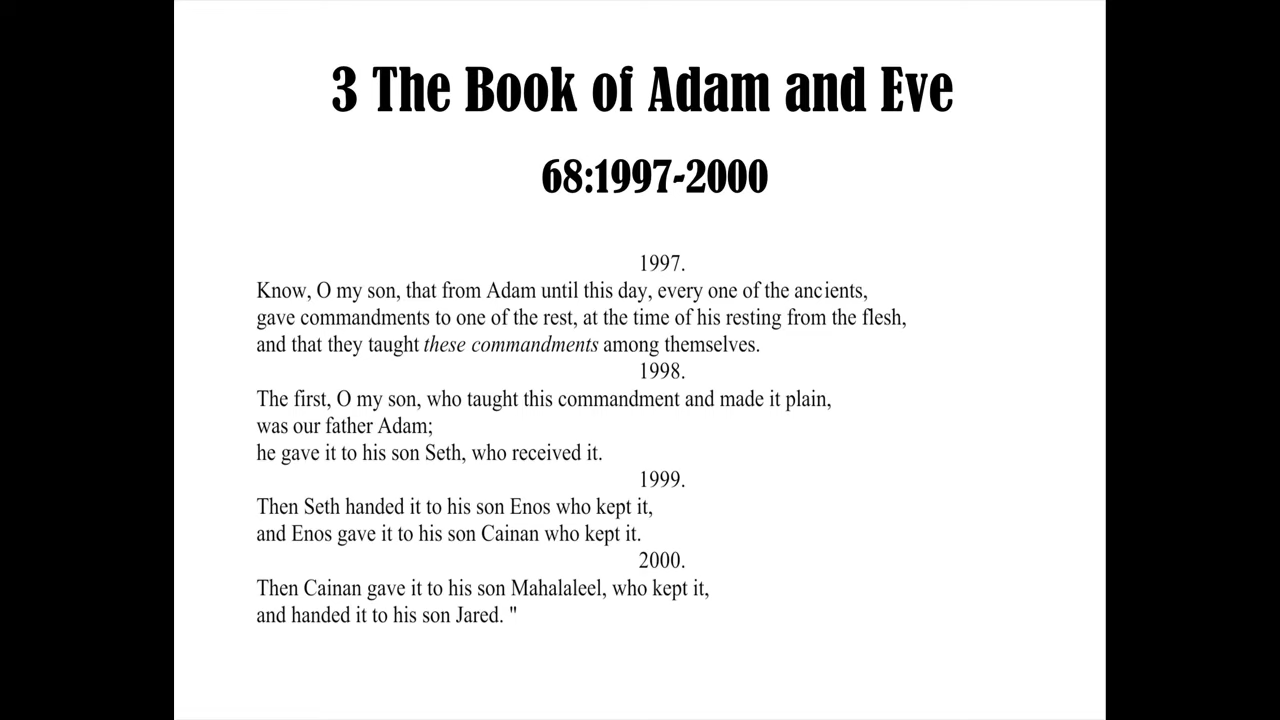 3 The Book of Adam and Eve
68:1997-2000
1997.
Know, O my son, that from Adam until this day, every one of the ancients,
gave commandments to one of the rest, at the time of his resting from the flesh,
and that they taught these commandments among themselves.
1998.
The first, O my son, who taught this commandment and made it plain,
was our father Adam;
he gave it to his son Seth, who received it.
1999.
Then Seth handed it to his son Enos who kept it,
and Enos gave it to his son Cainan who kept it.
2000.
Then Cainan gave it to his son Mahalaleel, who kept it,
and handed it to his son Jared. "